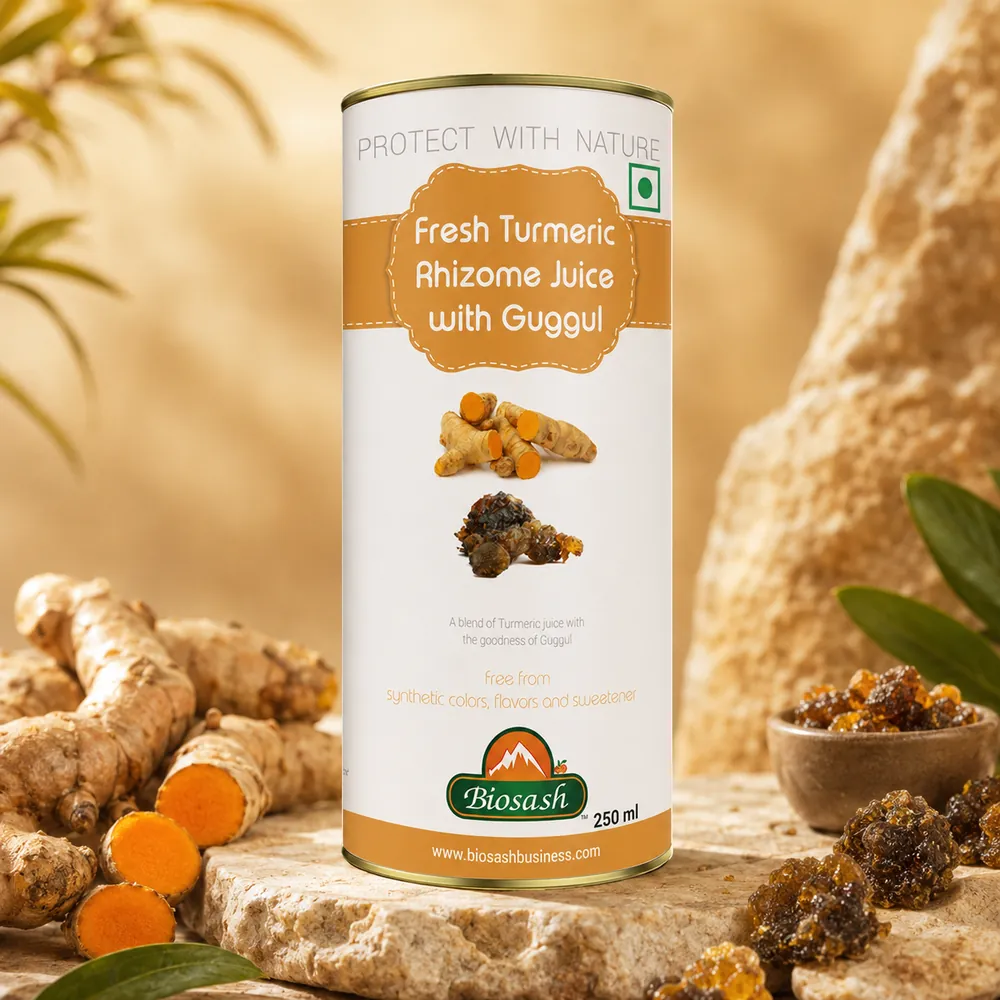 PROTECT WITH NATURE
Fresh Turmeric
Rhizome Juice
with Guggul
A blend of Turmeric juice with
the goodness of Guggul
free from
synthetic colors, flavors and sweetener
Biosash
TM
250 ml
www.biosashbusiness.com